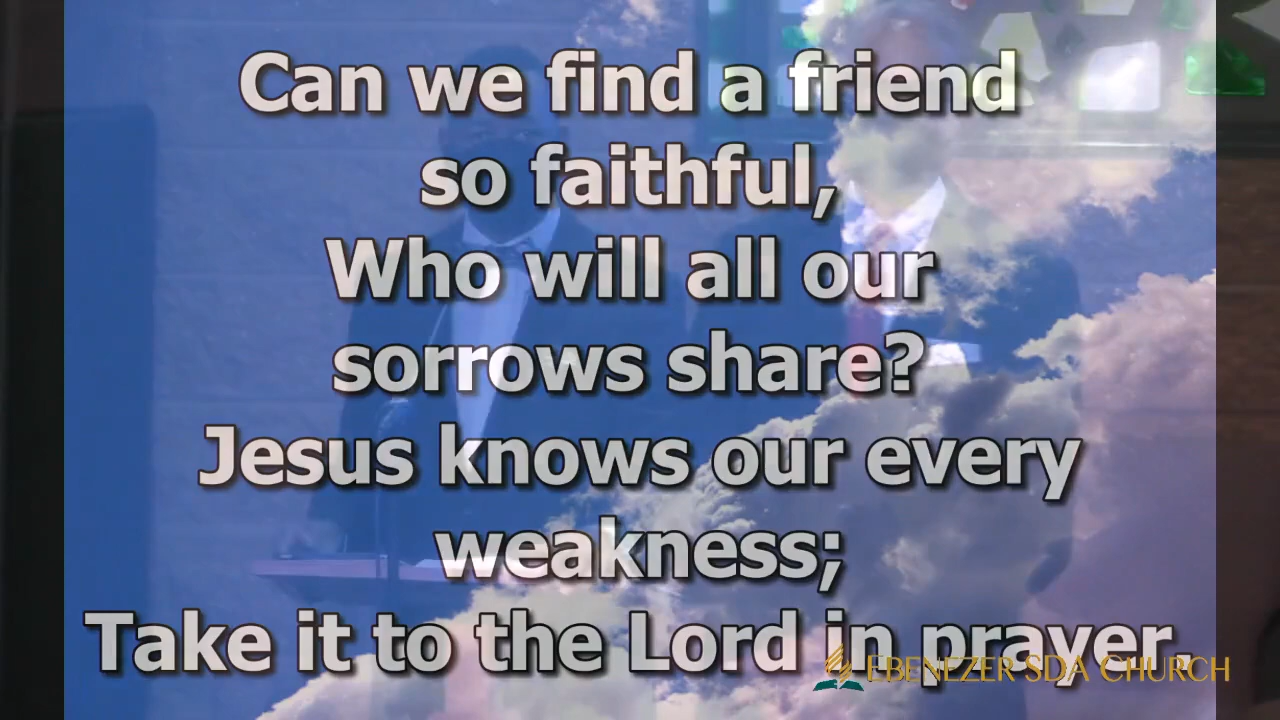 Can we find a friend
so faithful,
Who will all our
sorrows share?
Jesus knows our every
weakness;
Take it to the Lord in prayer.
EBENEZER SDA CHURCH